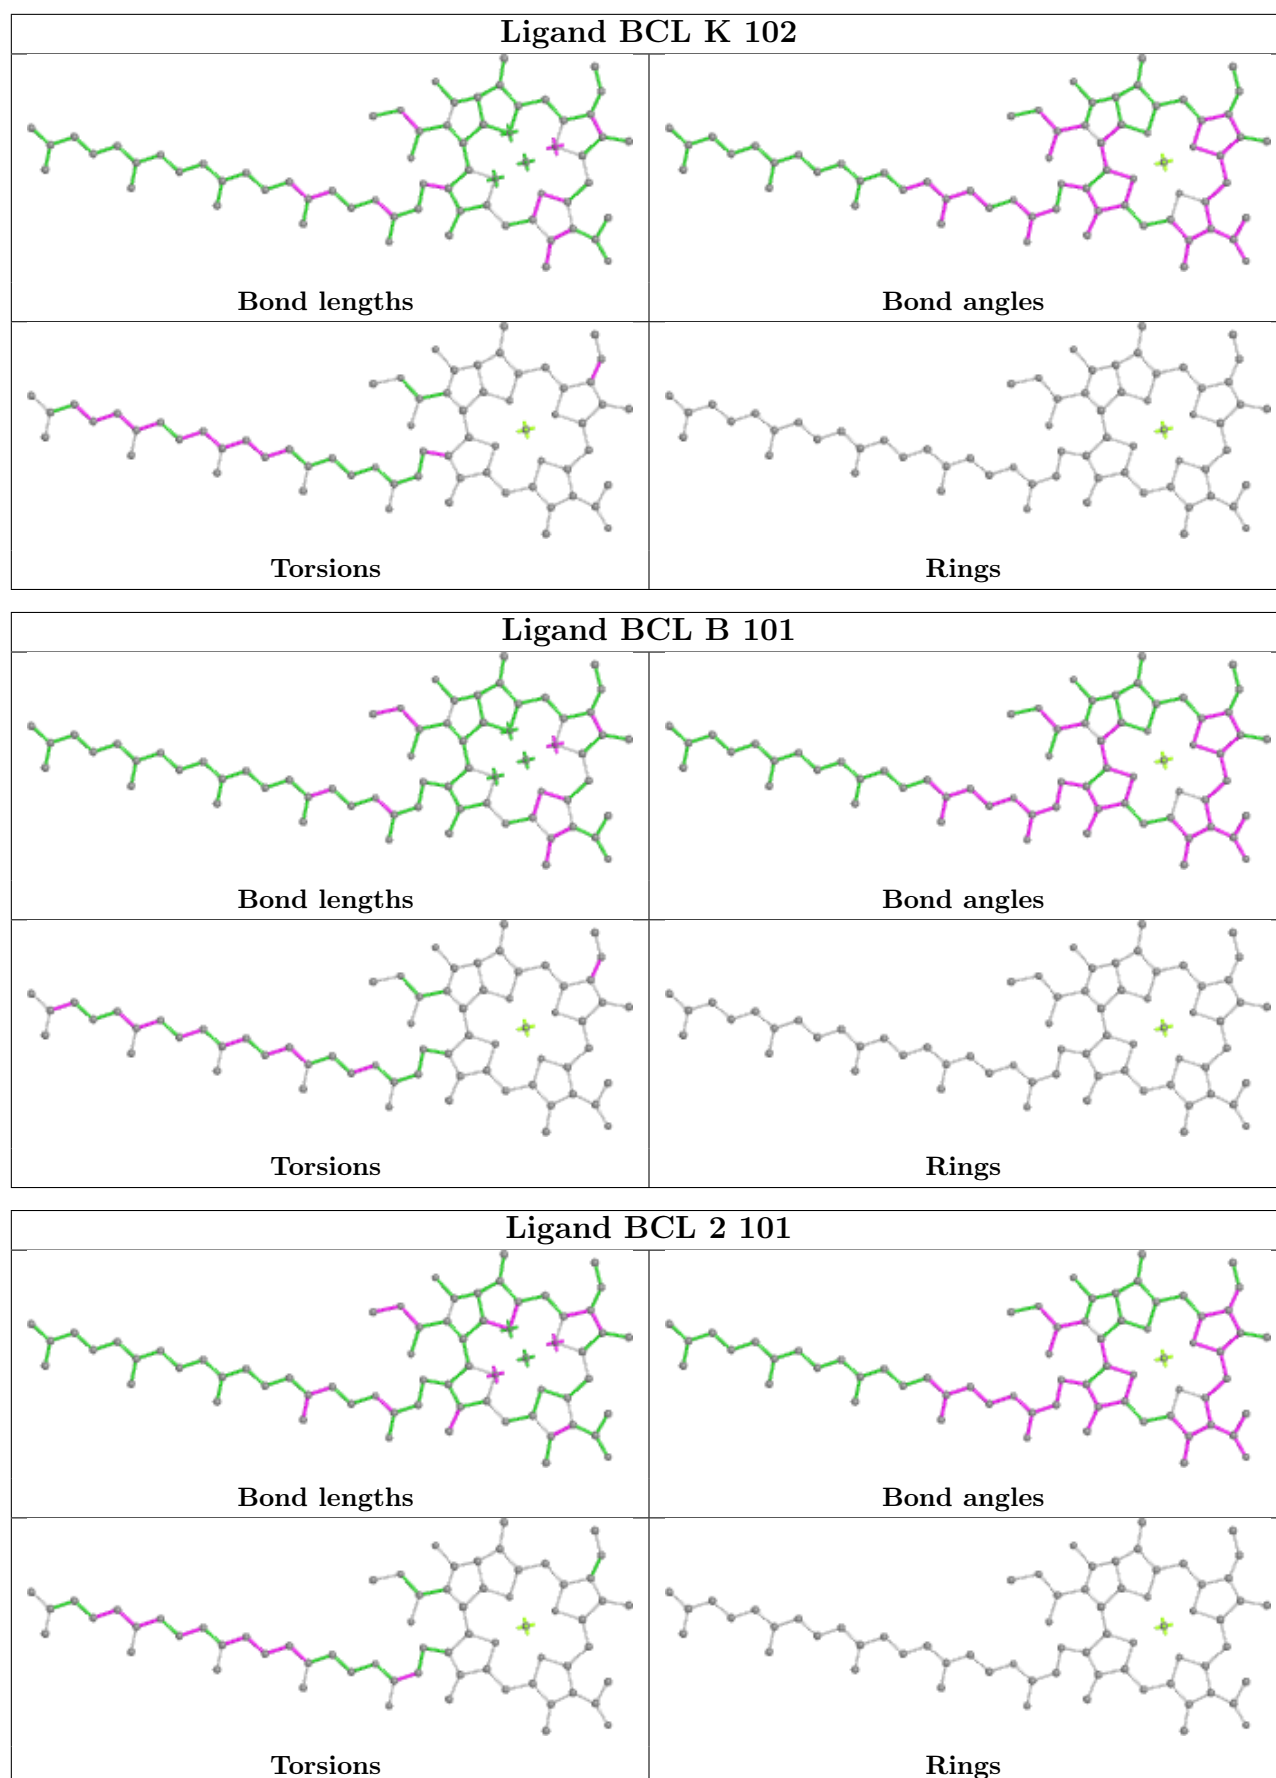 Ligand BCL K 102
Bond lengths
Bond angles
Torsions
Rings
Ligand BCL B 101
Bond lengths
Bond angles
Torsions
Rings
Ligand BCL 2 101
Bond lengths
Bond angles
Torsions
Rings